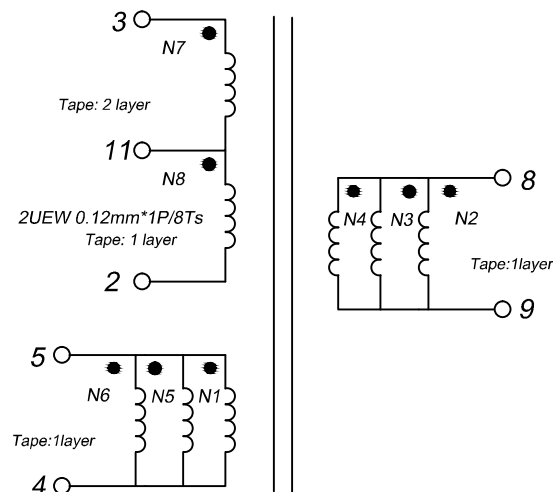 3
N7
Tape: 2 layer
11
N8
2UEW 0.12mm*1P/8Ts
Tape: 1 layer
2
8
N4 N3 N2
Tape:1layer
9
5
N6 N5 N1
Tape:1layer
4